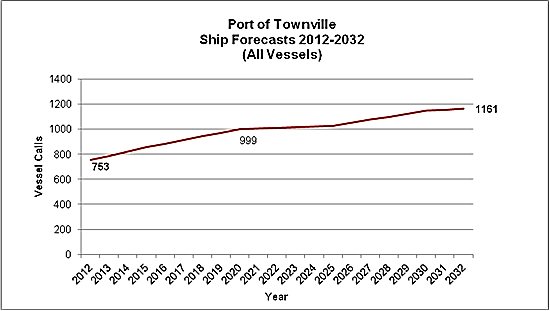 Port of Townville
Ship Forecasts 2012-2032
(All Vessels)
1400
1200
1000
800
600
400
200
0
Vessel Calls
753
999
1161
2012 2013 2014 2015 2016 2017 2018 2019 2020 2021 2022 2023 2024 2025 2026 2027 2028 2029 2030 2031 2032
Year